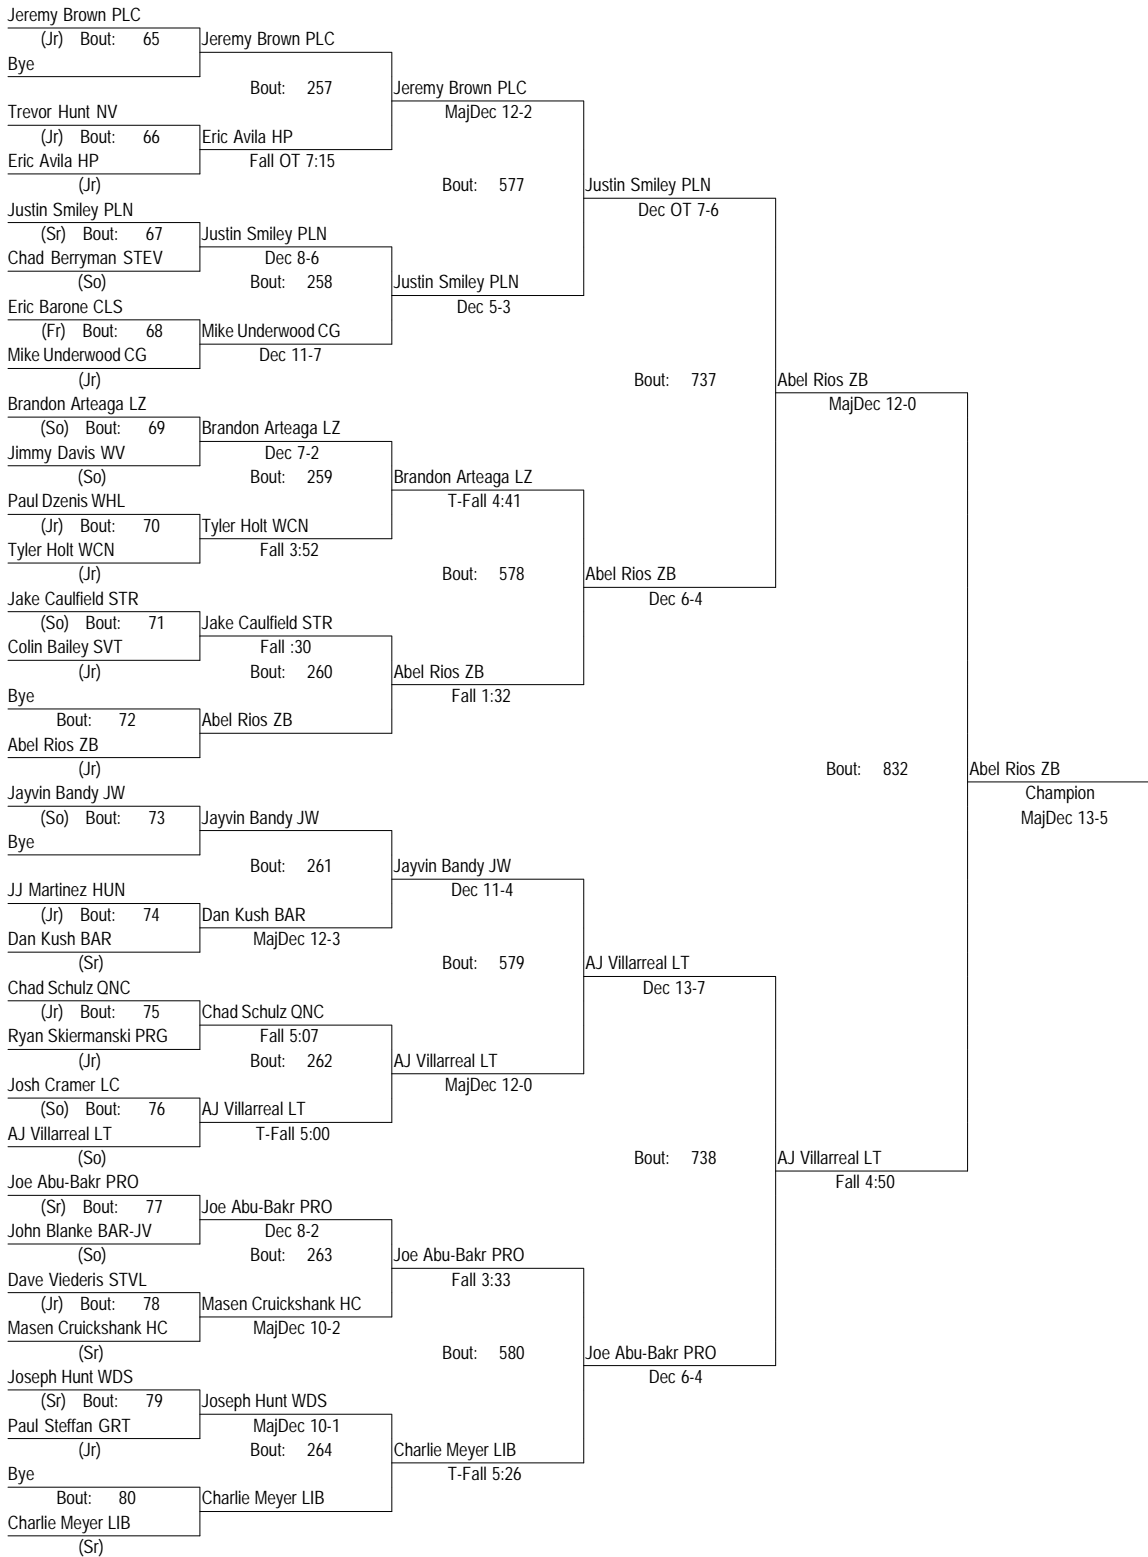 Jeremy Brown PLC
(Jr) Bout: 65
Jeremy Brown PLC
Bye
Bout: 257
Jeremy Brown PLC
MajDec 12-2
Trevor Hunt NV
(Jr) Bout: 66
Eric Avila HP
Eric Avila HP
Fall OT 7:15
(Jr)
Bout: 577
Justin Smiley PLN
Dec OT 7-6
Justin Smiley PLN
(Sr) Bout: 67
Justin Smiley PLN
Chad Berryman STEV
Dec 8-6
(So)
Bout: 258
Justin Smiley PLN
Dec 5-3
Eric Barone CLS
(Fr) Bout: 68
Mike Underwood CG
Mike Underwood CG
Dec 11-7
(Jr)
Bout: 737
Abel Rios ZB
MajDec 12-0
Brandon Arteaga LZ
(So) Bout: 69
Brandon Arteaga LZ
Jimmy Davis WV
Dec 7-2
(So)
Bout: 259
Brandon Arteaga LZ
T-Fall 4:41
Paul Dzenis WHL
(Jr) Bout: 70
Tyler Holt WCN
Tyler Holt WCN
Fall 3:52
(Jr)
Bout: 578
Abel Rios ZB
Dec 6-4
Jake Caulfield STR
(So) Bout: 71
Jake Caulfield STR
Colin Bailey SVT
Fall :30
(Jr)
Bout: 260
Abel Rios ZB
Fall 1:32
Bye
Bout: 72
Abel Rios ZB
Abel Rios ZB
(Jr)
Bout: 832
Abel Rios ZB
Champion
MajDec 13-5
Jayvin Bandy JW
(So) Bout: 73
Jayvin Bandy JW
Bye
Bout: 261
Jayvin Bandy JW
Dec 11-4
JJ Martinez HUN
(Jr) Bout: 74
Dan Kush BAR
Dan Kush BAR
MajDec 12-3
(Sr)
Bout: 579
AJ Villarreal LT
Dec 13-7
Chad Schulz QNC
(Jr) Bout: 75
Chad Schulz QNC
Ryan Skiermanski PRG
Fall 5:07
(Jr)
Bout: 262
AJ Villarreal LT
MajDec 12-0
Josh Cramer LC
(So) Bout: 76
AJ Villarreal LT
AJ Villarreal LT
T-Fall 5:00
(So)
Bout: 738
AJ Villarreal LT
Fall 4:50
Joe Abu-Bakr PRO
(Sr) Bout: 77
Joe Abu-Bakr PRO
John Blanke BAR-JV
Dec 8-2
(So)
Bout: 263
Joe Abu-Bakr PRO
Fall 3:33
Dave Viederis STVL
(Jr) Bout: 78
Masen Cruickshank HC
Masen Cruickshank HC
MajDec 10-2
(Sr)
Bout: 580
Joe Abu-Bakr PRO
Dec 6-4
Joseph Hunt WDS
(Sr) Bout: 79
Joseph Hunt WDS
Paul Steffan GRT
MajDec 10-1
(Jr)
Bout: 264
Charlie Meyer LIB
T-Fall 5:26
Bye
Bout: 80
Charlie Meyer LIB
Charlie Meyer LIB
(Sr)